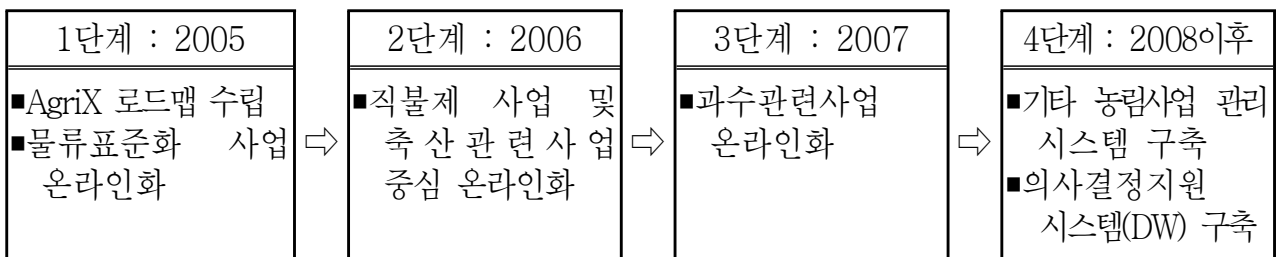 1단계 : 2005
■AgriX 로드맵 수립
■물류표준화 사업
온라인화
⇨
2단계 : 2006
■직불제 사업 및
축산관련사업
중심 온라인화
⇨
3단계 : 2007
■과수관련사업
온라인화
⇨
4단계 : 2008이후
■기타 농림사업 관리
시스템 구축
■의사결정지원
시스템(DW) 구축